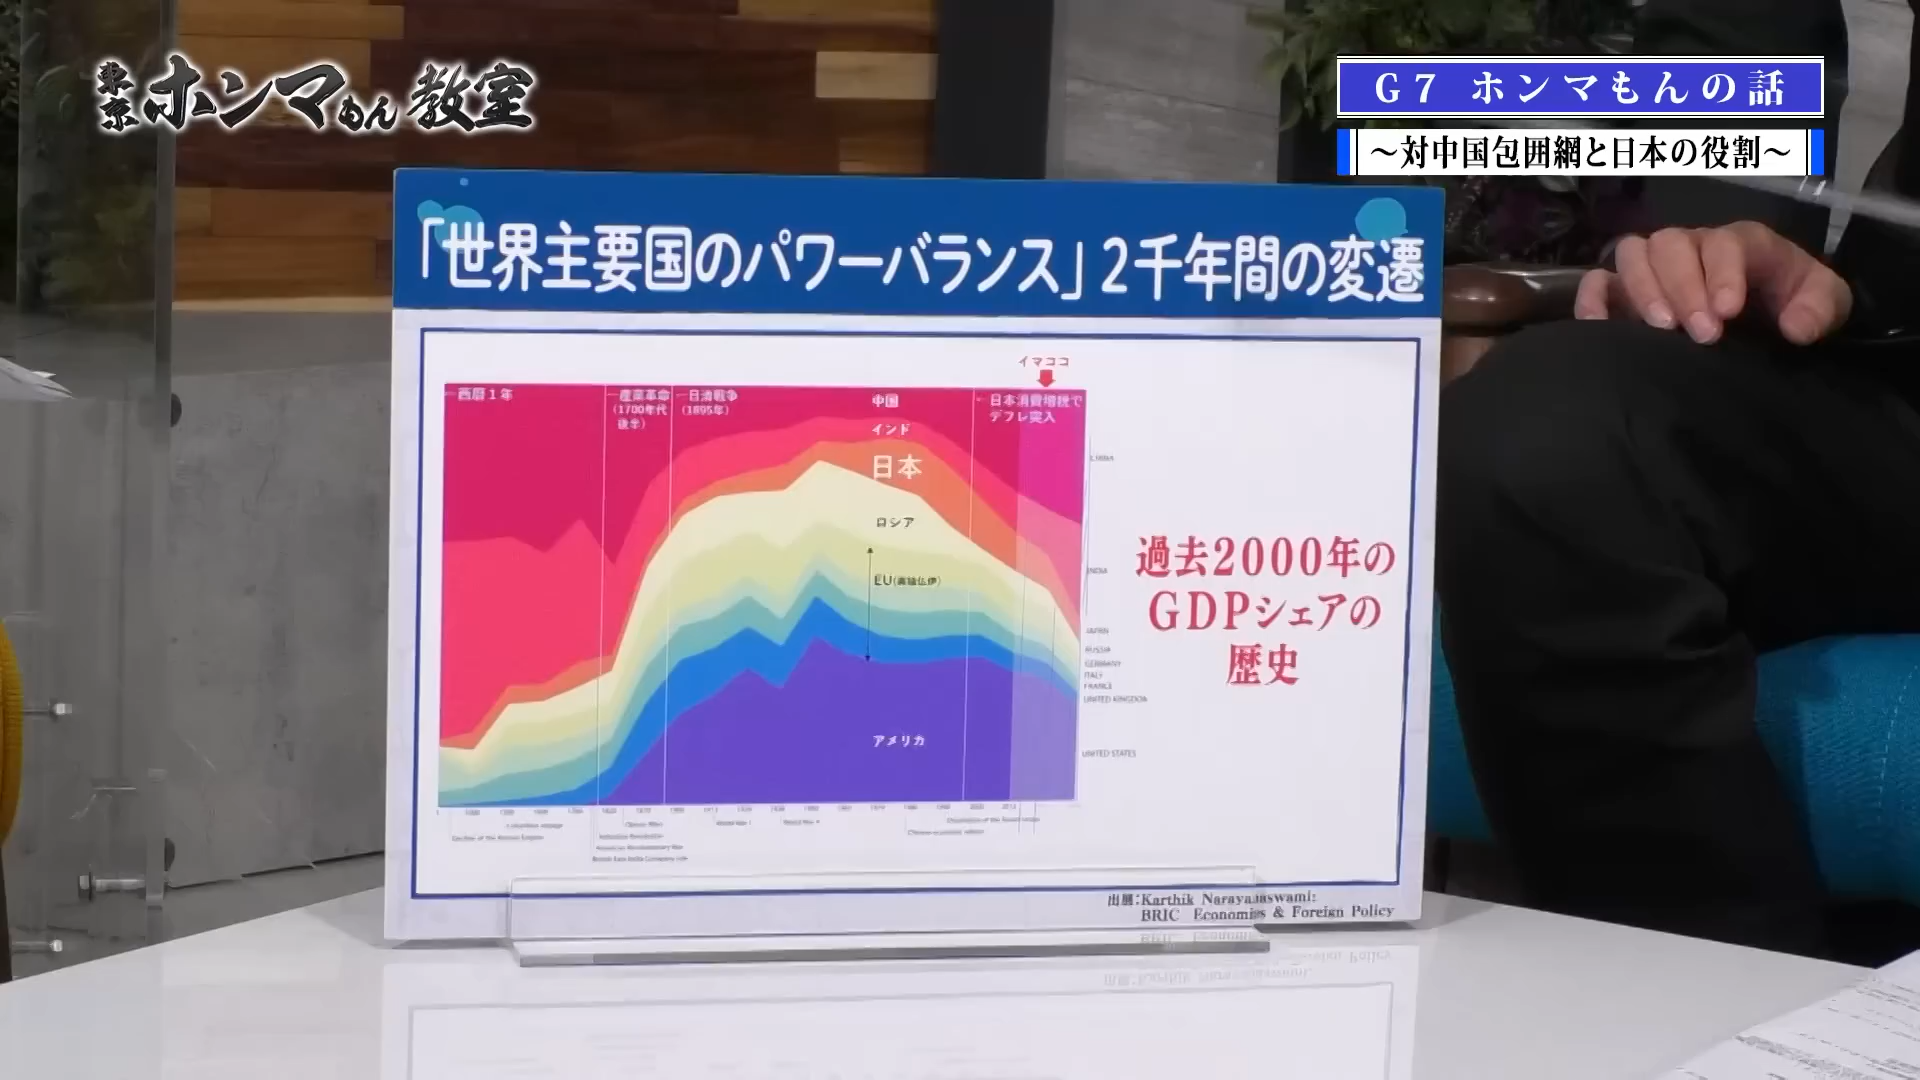 東京ホンマもん教室
G7 ホンマもんの話
～対中国包囲網と日本の役割～
「世界主要国のパワーバランス」2千年間の変遷
イマココ
西暦1年
産業革命
(1700年代
後半)
日清戦争
(1895年)
中国
日本消費増税で
デフレ突入
インド
日本
ロシア
EU(英独仏伊)
アメリカ
CHINA
INDIA
JAPAN
RUSSIA
GERMANY
ITALY
FRANCE
UNITED KINGDOM
UNITED STATES
過去2000年の
GDPシェアの
歴史
出展:Karthik Narayanaswami:
BRIC Economies & Foreign Policy